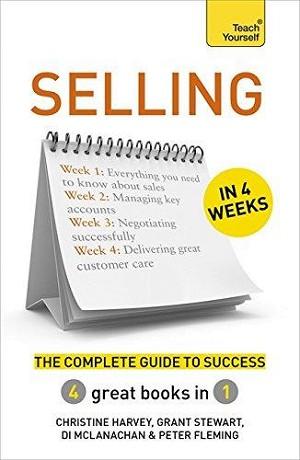 Teach
Yourself®
SELLING
Week 1: Everything you need
to know about sales
Week 2: Managing key
accounts
Week 3: Negotiating
successfully
Week 4: Delivering great
customer care
IN 4
WEEKS
THE COMPLETE GUIDE TO SUCCESS
4 great books in 1
CHRISTINE HARVEY, GRANT STEWART,
DI MCLANACHAN & PETER FLEMING